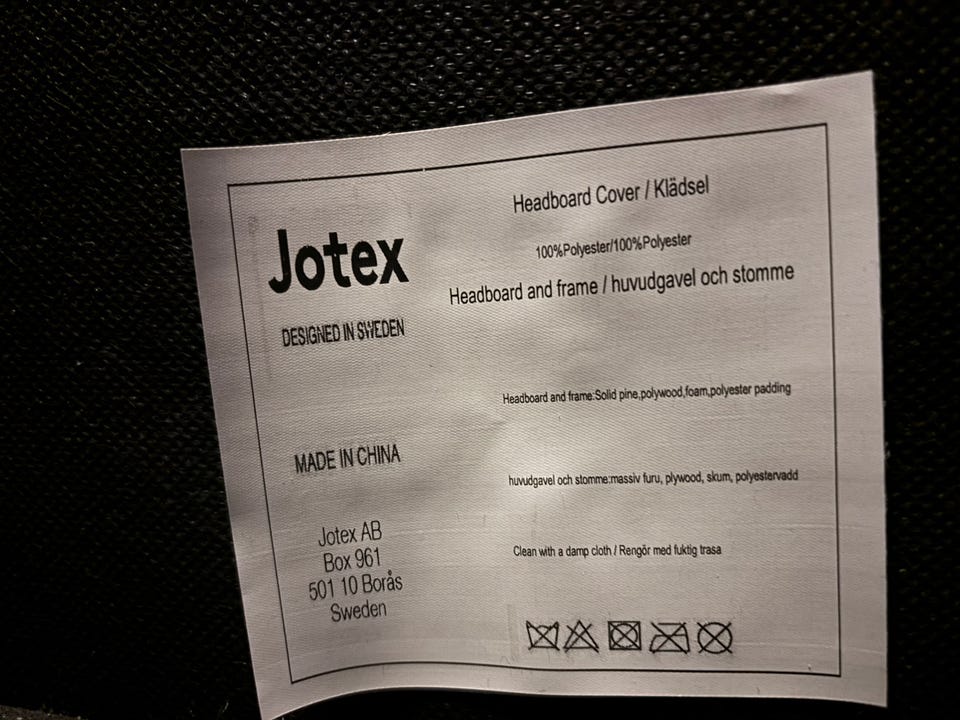 Jotex
DESIGNED IN SWEDEN
MADE IN CHINA
Jotex AB
Box 961
501 10 Borås
Sweden
Headboard Cover / Klädsel
100%Polyester/100%Polyester
Headboard and frame / huvudgavel och stomme
Headboard and frame:Solid pine,polywood,foam,polyester padding
huvudgavel och stomme:massiv furu, plywood, skum, polyestervadd
Clean with a damp cloth / Rengör med fuktig trasa